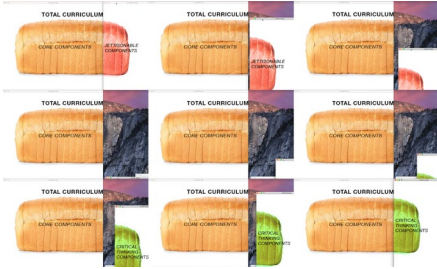 TOTAL CURRICULUM
CORE COMPONENTS
JETTISONABLE
COMPONENTS
TOTAL CURRICULUM
CORE COMPONENTS
JETTISONABLE
COMPONENTS
TOTAL CURRICULUM
CORE COMPONENTS
TOTAL CURRICULUM
CORE COMPONENTS
TOTAL CURRICULUM
CORE COMPONENTS
TOTAL CURRICULUM
CORE COMPONENTS
TOTAL CURRICULUM
CORE COMPONENTS
CRITICAL
THINKING
COMPONENTS
TOTAL CURRICULUM
CORE COMPONENTS
CRITICAL
THINKING
COMPONENTS
TOTAL CURRICULUM
CORE COMPONENTS
CRITICAL
THINKING
COMPONENTS